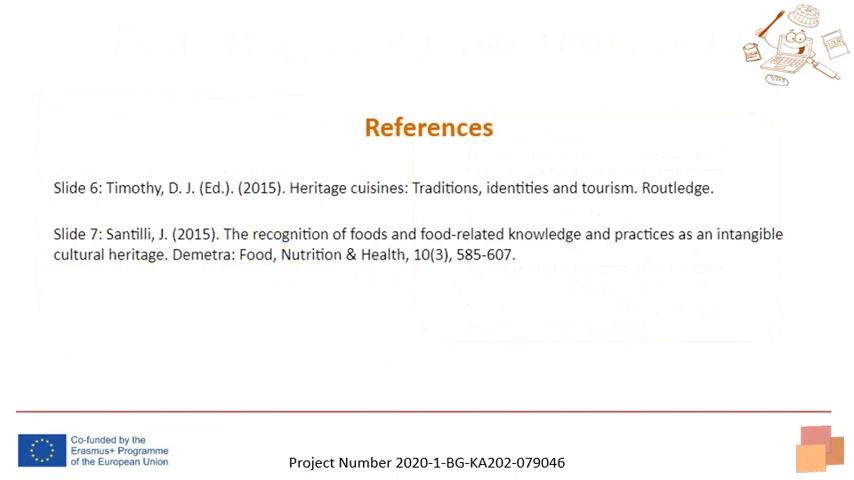 References
Slide 6: Timothy, D. J. (Ed.). (2015). Heritage cuisines: Traditions, identities and tourism. Routledge.
Slide 7: Santilli, J. (2015). The recognition of foods and food-related knowledge and practices as an intangible
cultural heritage. Demetra: Food, Nutrition & Health, 10(3), 585-607.
Co-funded by the
Erasmus+ Programme
of the European Union
Project Number 2020-1-BG-KA202-079046